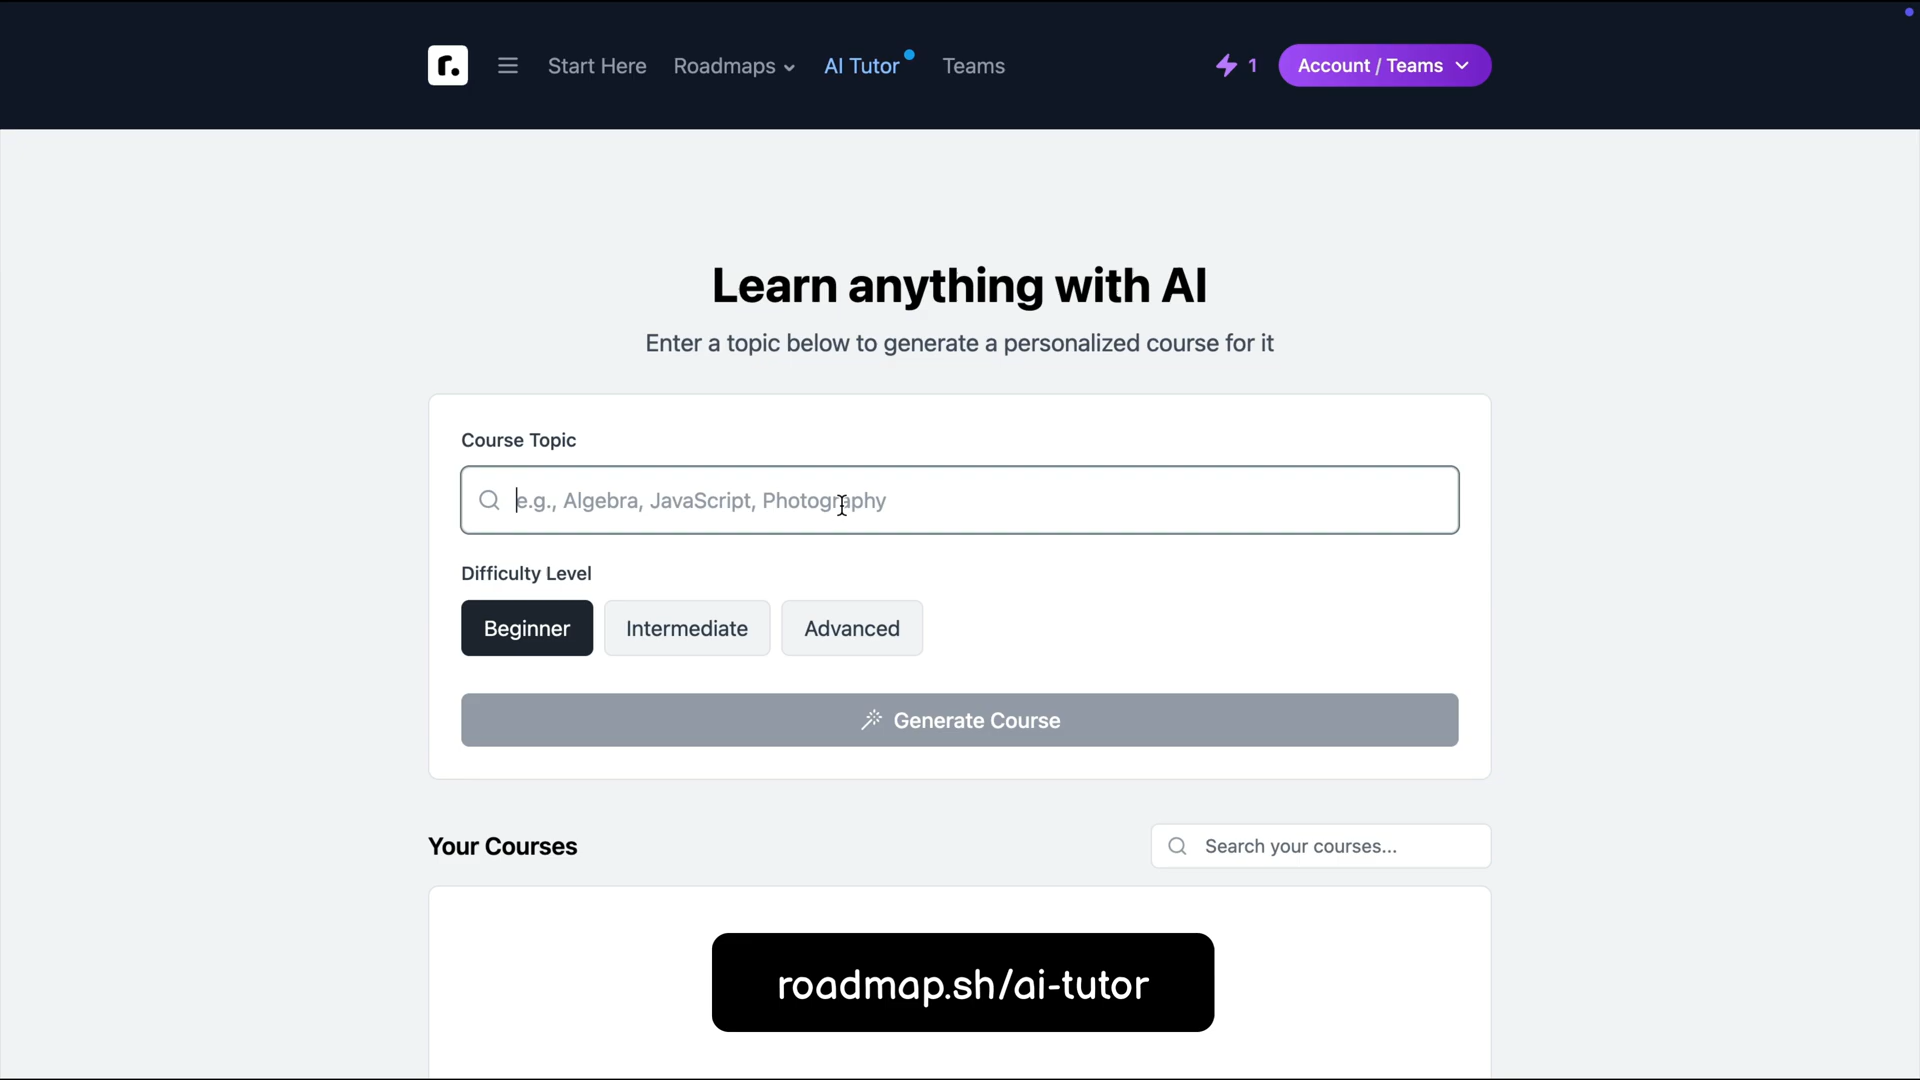 r.
Start Here
Roadmaps
AI Tutor
Teams
1
Account / Teams
Learn anything with AI
Enter a topic below to generate a personalized course for it
Course Topic
e.g., Algebra, JavaScript, Photography
Difficulty Level
Beginner
Intermediate
Advanced
Generate Course
Your Courses
Search your courses...
roadmap.sh/ai-tutor